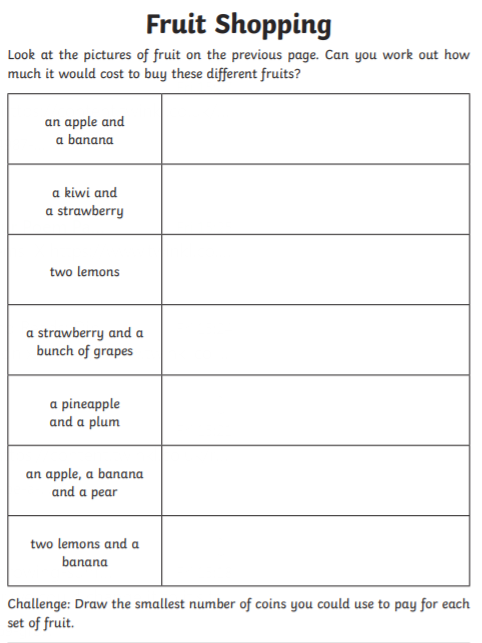 Fruit Shopping
Look at the pictures of fruit on the previous page. Can you work out how
much it would cost to buy these different fruits?
an apple and
a banana
a kiwi and
a strawberry
two lemons
a strawberry and a
bunch of grapes
a pineapple
and a plum
an apple, a banana
and a pear
two lemons and a
banana
Challenge: Draw the smallest number of coins you could use to pay for each
set of fruit.